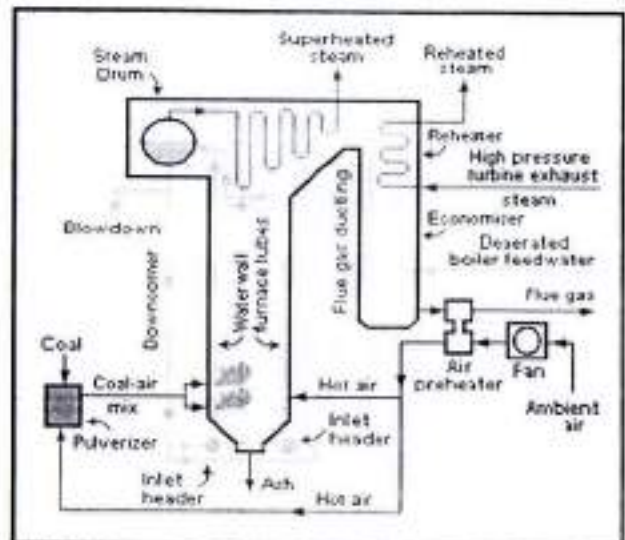 Superheated
steam
Reheated
steam
Steam
Drum
Reheater
High pressure
turbine exhaust
steam
Economizer
Deaerated
boiler feedwater
Blowdown
Downcomer
Water wall
furnace tubes
Flue gas ducting
Flue gas
Coal
Coal-air
mix
Hot air
Air
preheater
Fan
Ambient
air
Pulverizer
Inlet
header
Inlet
header
Ash
Hot air